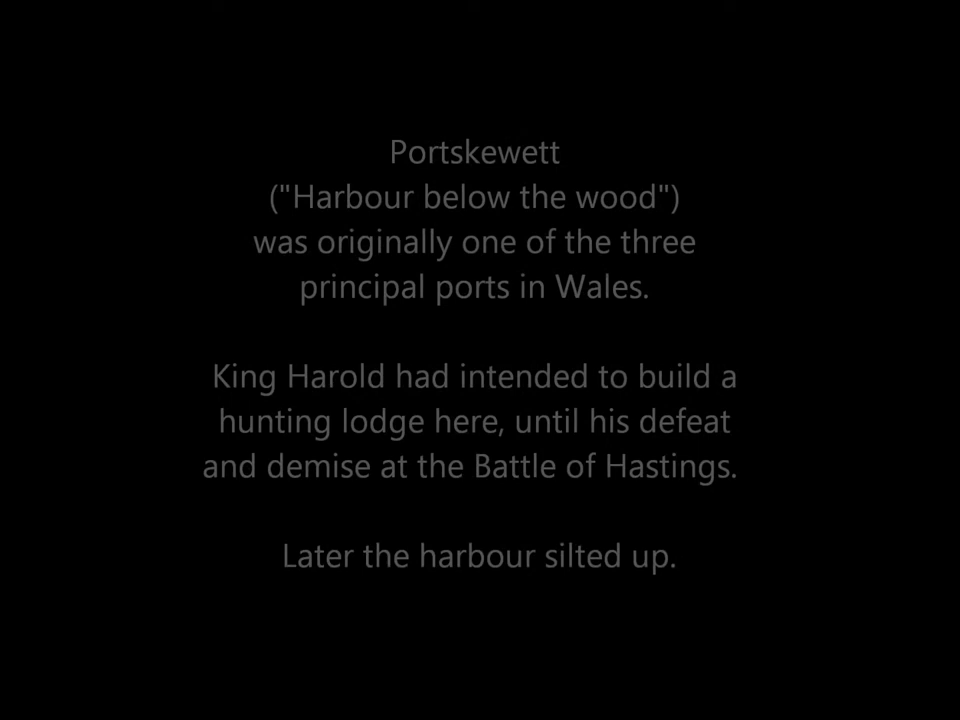 Portskewett
("Harbour below the wood")
was originally one of the three
principal ports in Wales.
King Harold had intended to build a
hunting lodge here, until his defeat
and demise at the Battle of Hastings.
Later the harbour silted up.